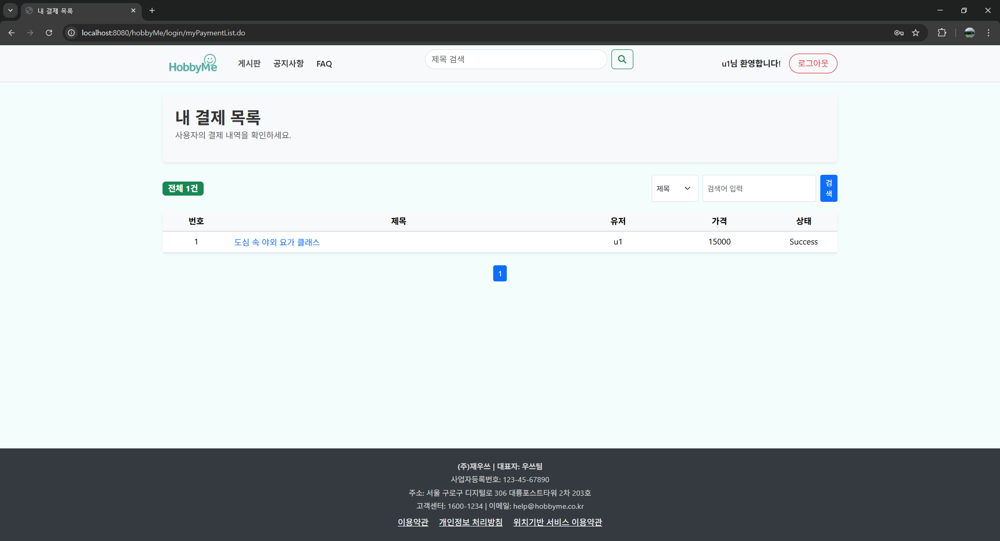 내 결제 목록
localhost:8080/hobbyMe/login/myPaymentList.do
HobbyMe 게시판 공지사항 FAQ 제목 검색 u1님 환영합니다! 로그아웃
내 결제 목록
사용자의 결제 내역을 확인하세요.
전체 1건 제목 검색어 입력 검색
번호 제목 유저 가격 상태
1 도심 속 야외 요가 클래스 u1 15000 Success
1
(주)재우쓰 | 대표자: 우쓰팀
사업자등록번호: 123-45-67890
주소: 서울 구로구 디지털로 306 대륭포스트타워 2차 203호
고객센터: 1600-1234 | 이메일: help@hobbyme.co.kr
이용약관 개인정보 처리방침 위치기반 서비스 이용약관